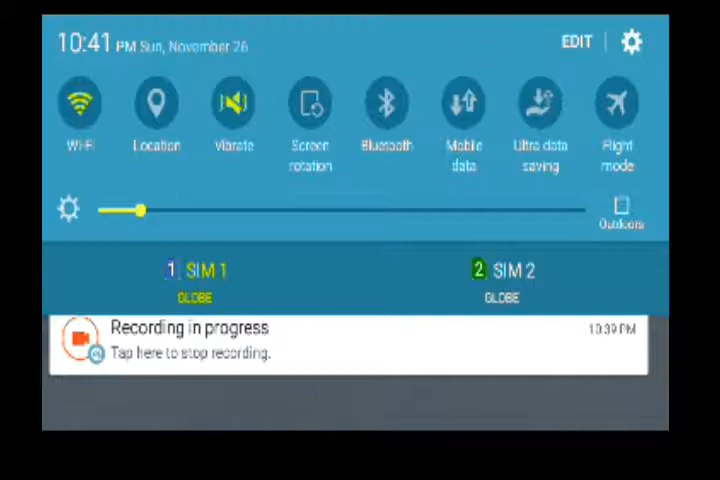 10:41 PM Sun, November 26 EDIT
Wi-Fi Location Vibrate Screen rotation Bluetooth Mobile data Ultra data saving Flight mode
Outdoors
1 SIM 1 2 SIM 2
GLOBE GLOBE
Recording in progress 10:39 PM
Tap here to stop recording.